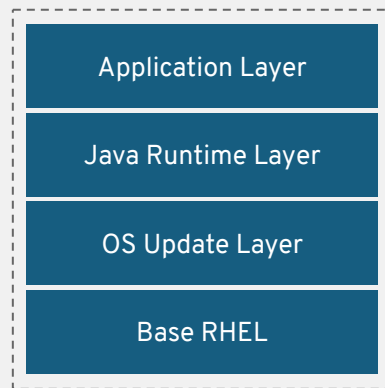 Application Layer
Java Runtime Layer
OS Update Layer
Base RHEL